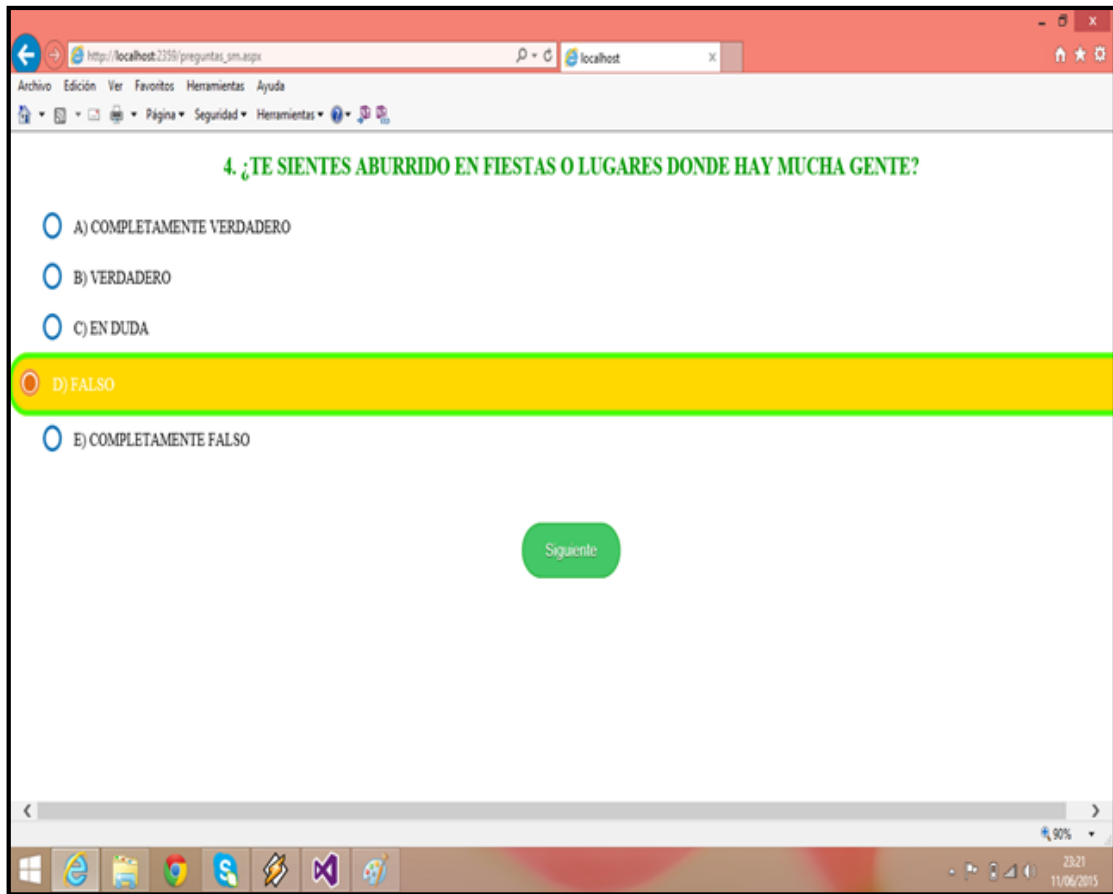 http://localhost:2359/preguntas_sm.aspx
localhost
Archivo Edición Ver Favoritos Herramientas Ayuda
Página Seguridad Herramientas
4. ¿TE SIENTES ABURRIDO EN FIESTAS O LUGARES DONDE HAY MUCHA GENTE?
A) COMPLETAMENTE VERDADERO
B) VERDADERO
C) EN DUDA
D) FALSO
E) COMPLETAMENTE FALSO
Siguiente
90%
23:21
11/06/2015